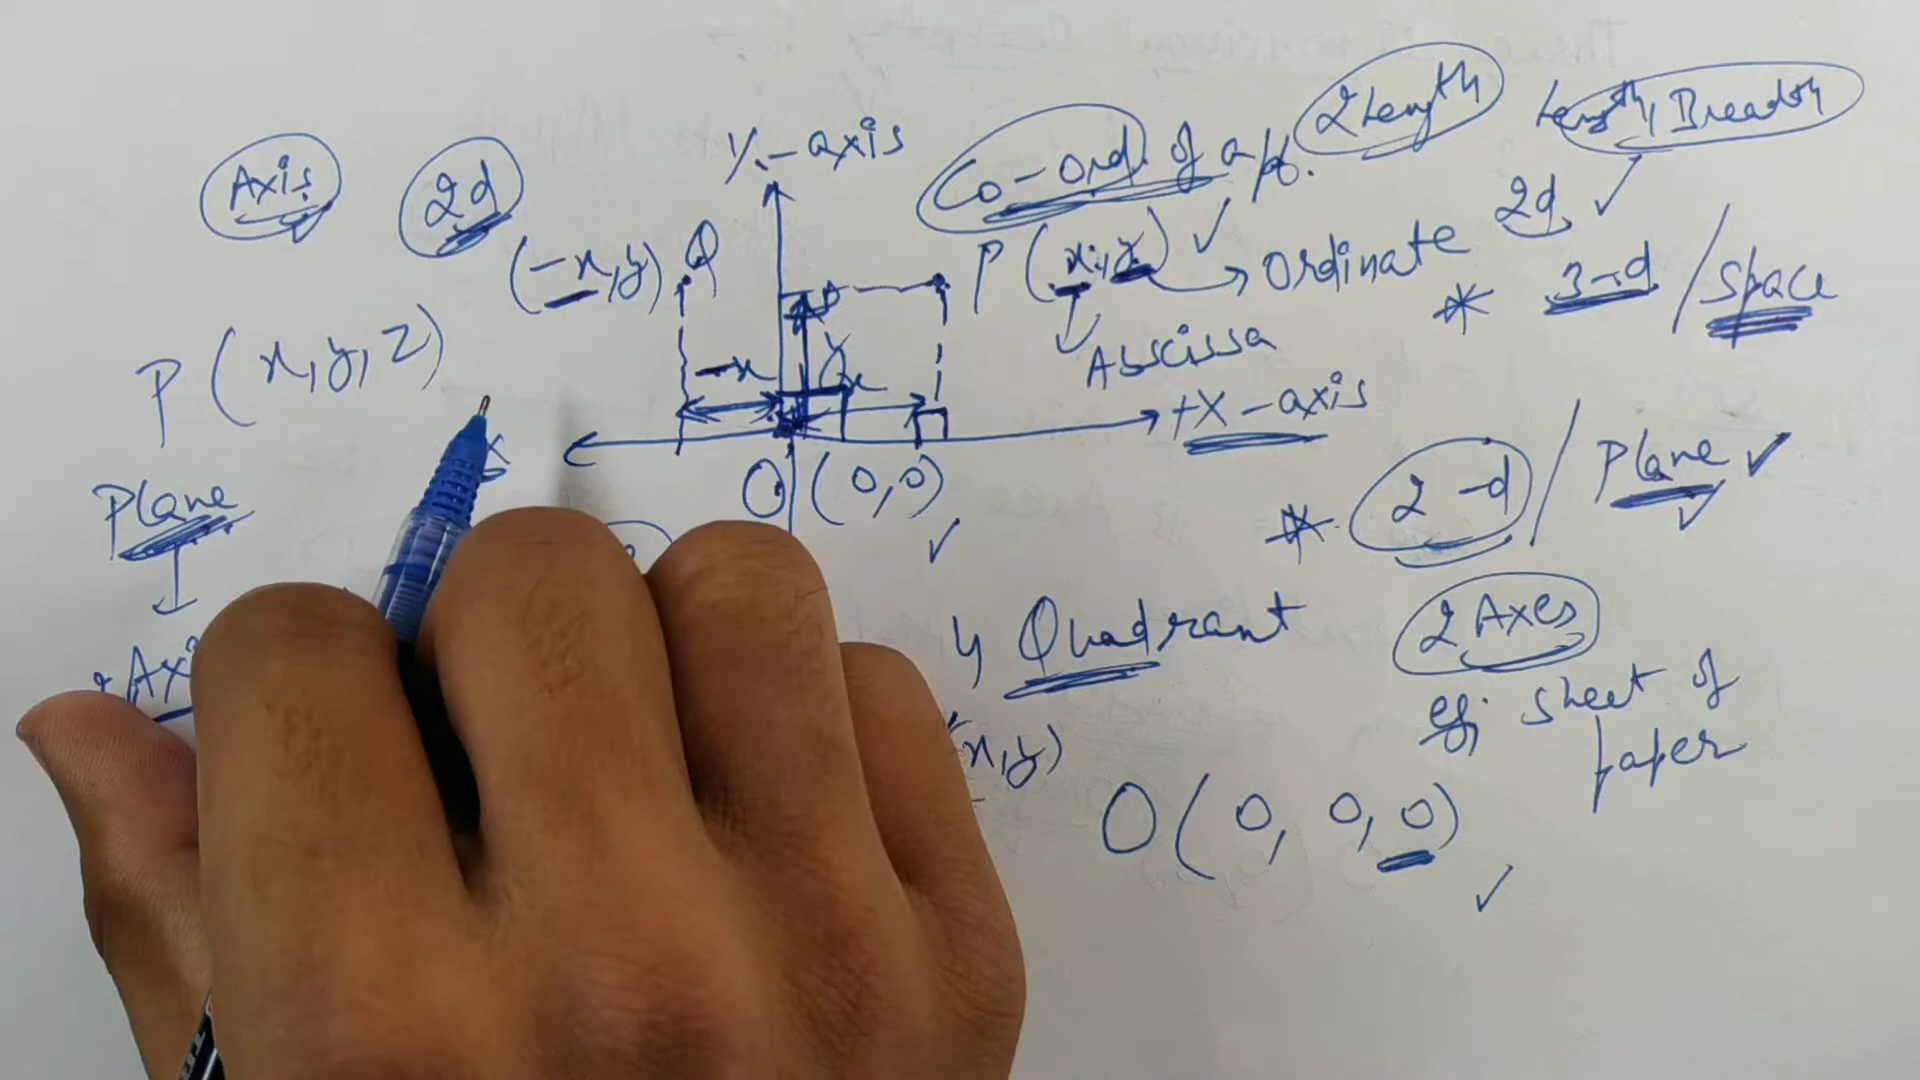 2 Length
Length, Breadth
Y - axis
Co-ord. of a pt.
Axis
2d
2d
(-x,y) Q
P (x,y)
Ordinate
3-d / Space
P (x,y,z)
-x
y
x
Abscissa
+X - axis
X
O (0,0)
2-d / Plane
Plane
4 Quadrant
2 Axes
eg. Sheet of
paper
(x,y)
O (0, 0, 0)